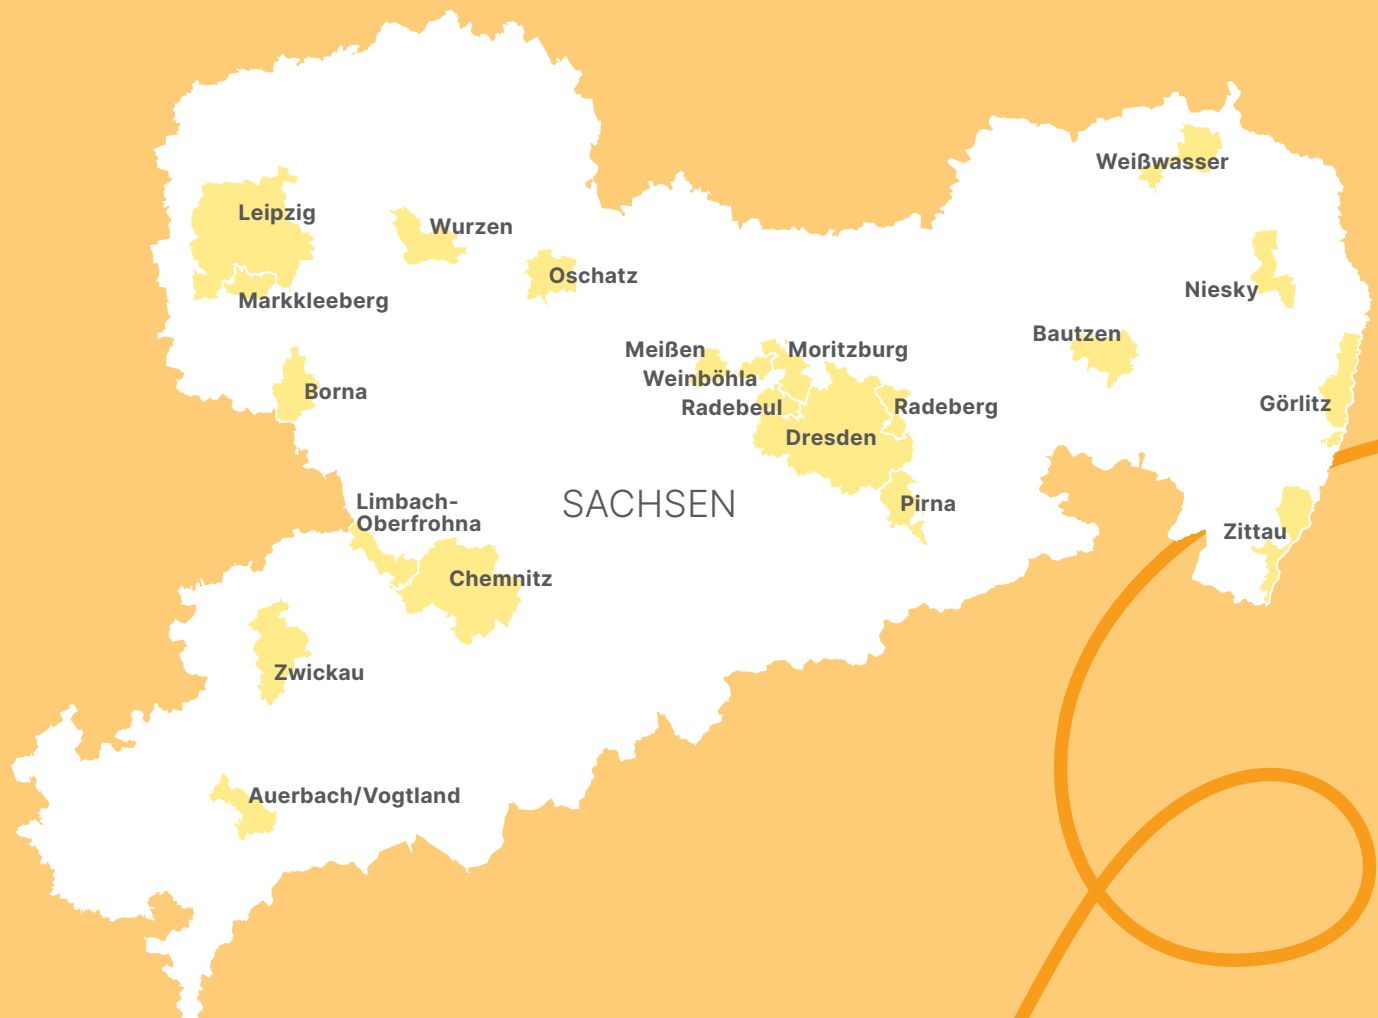 Weißwasser
Leipzig
Wurzen
Oschatz
Niesky
Markkleeberg
Bautzen
Meißen
Moritzburg
Weinböhla
Borna
Görlitz
Radebeul
Radeberg
Dresden
Limbach-
Oberfrohna
SACHSEN
Pirna
Zittau
Chemnitz
Zwickau
Auerbach/Vogtland